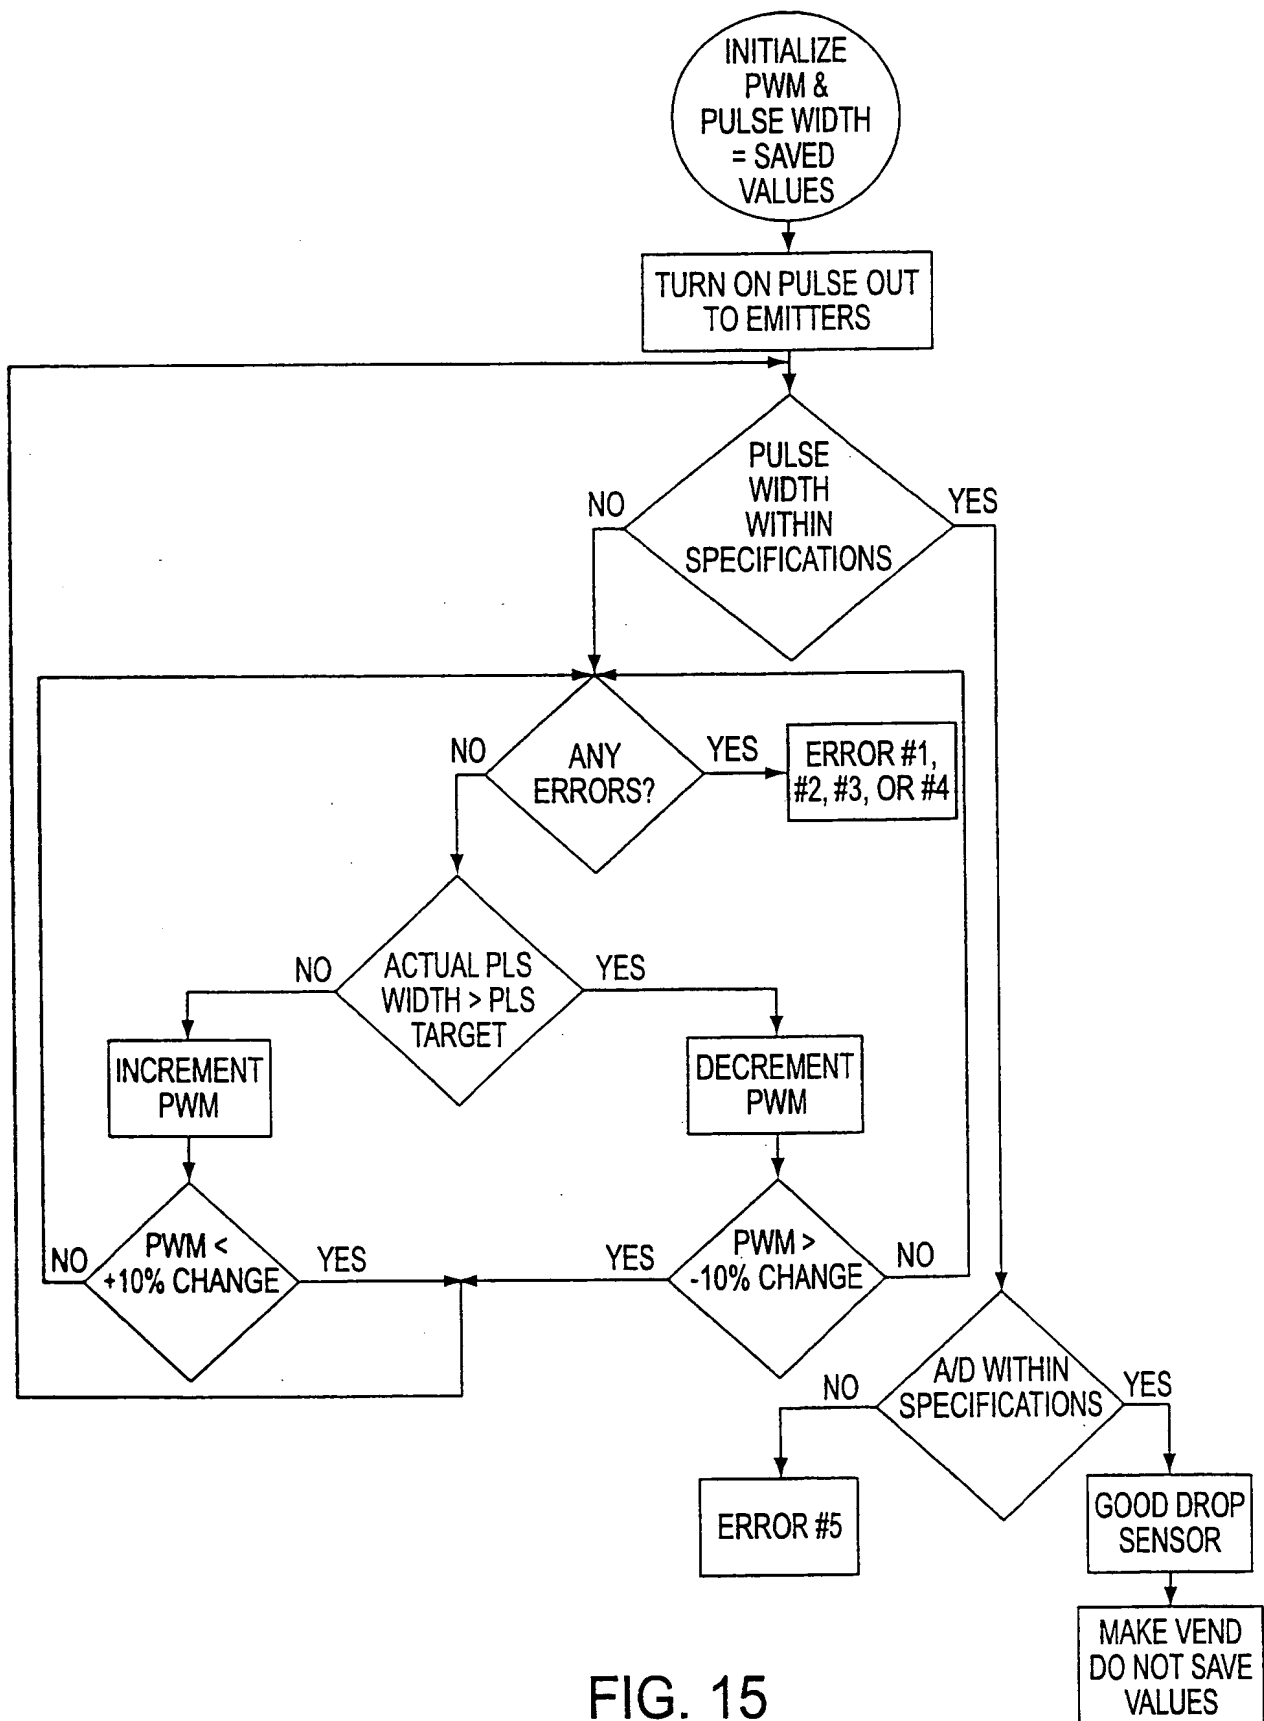 INITIALIZE
PWM &
PULSE WIDTH
= SAVED
VALUES
TURN ON PULSE OUT
TO EMITTERS
PULSE
WIDTH
WITHIN
SPECIFICATIONS
NO
YES
ANY
ERRORS?
NO
YES
ERROR #1,
#2, #3, OR #4
ACTUAL PLS
WIDTH > PLS
TARGET
NO
YES
INCREMENT
PWM
DECREMENT
PWM
PWM <
+10% CHANGE
NO
YES
PWM >
-10% CHANGE
YES
NO
A/D WITHIN
SPECIFICATIONS
NO
YES
ERROR #5
GOOD DROP
SENSOR
MAKE VEND
DO NOT SAVE
VALUES
FIG. 15